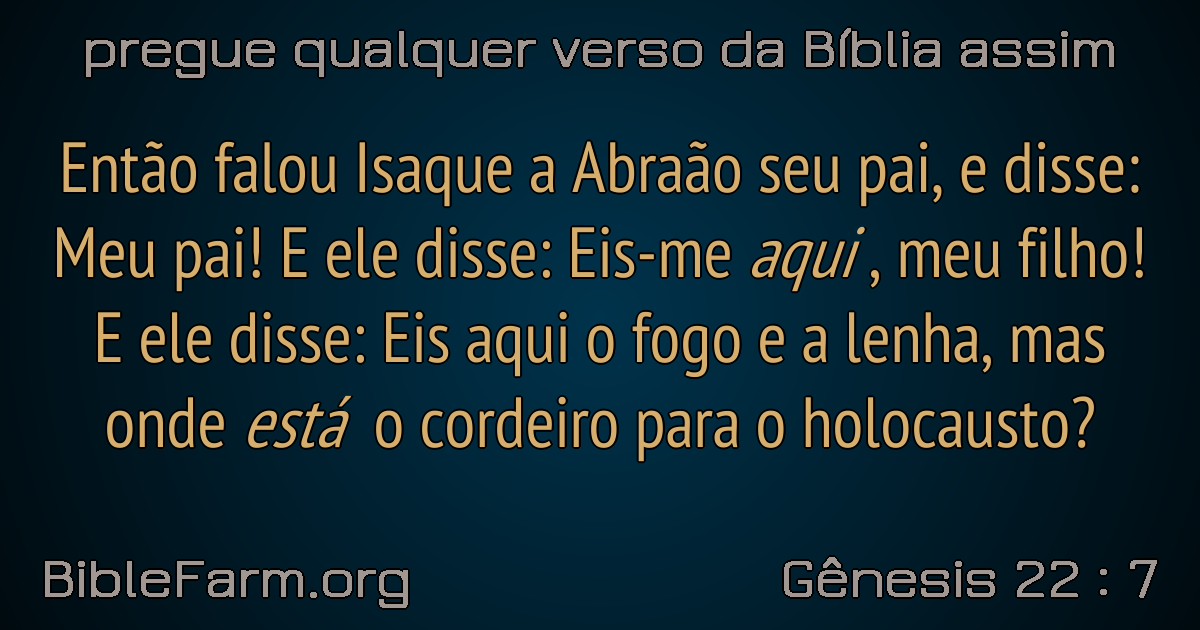 pregue qualquer verso da Bíblia assim
Então falou Isaque a Abraão seu pai, e disse:
Meu pai! E ele disse: Eis-me aqui , meu filho!
E ele disse: Eis aqui o fogo e a lenha, mas
onde está o cordeiro para o holocausto?
BibleFarm.org
Gênesis 22 : 7